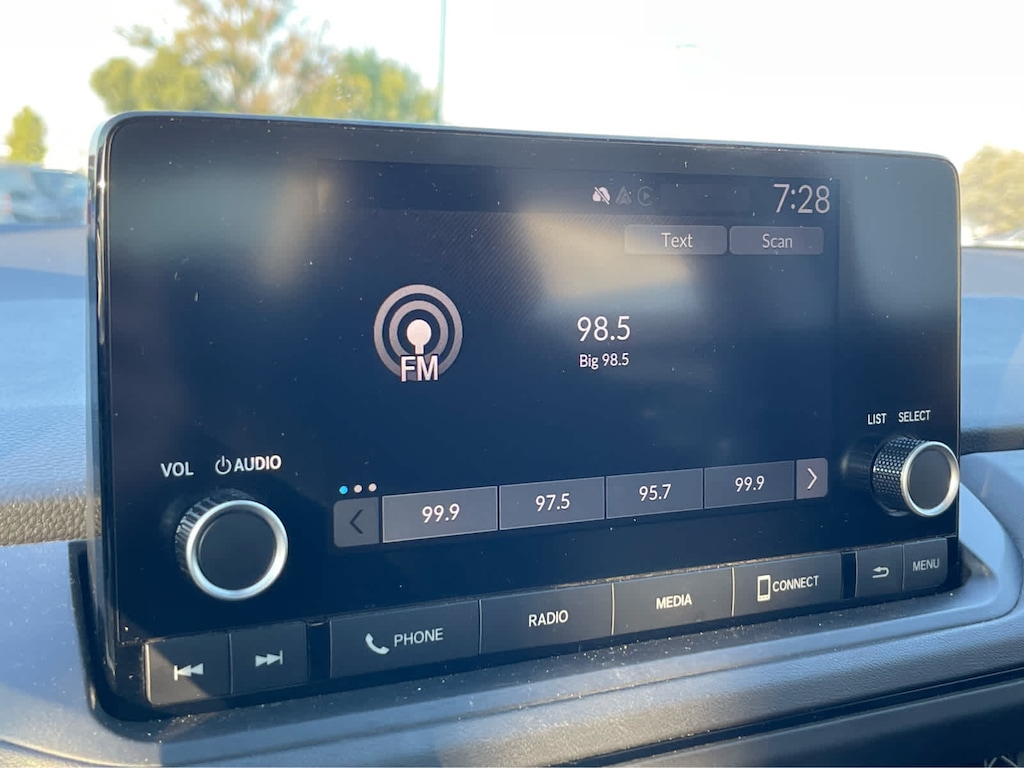 7:28
Text Scan
98.5
FM
Big 98.5
LIST SELECT
VOL AUDIO
99.9 97.5 95.7 99.9
PHONE RADIO MEDIA CONNECT MENU